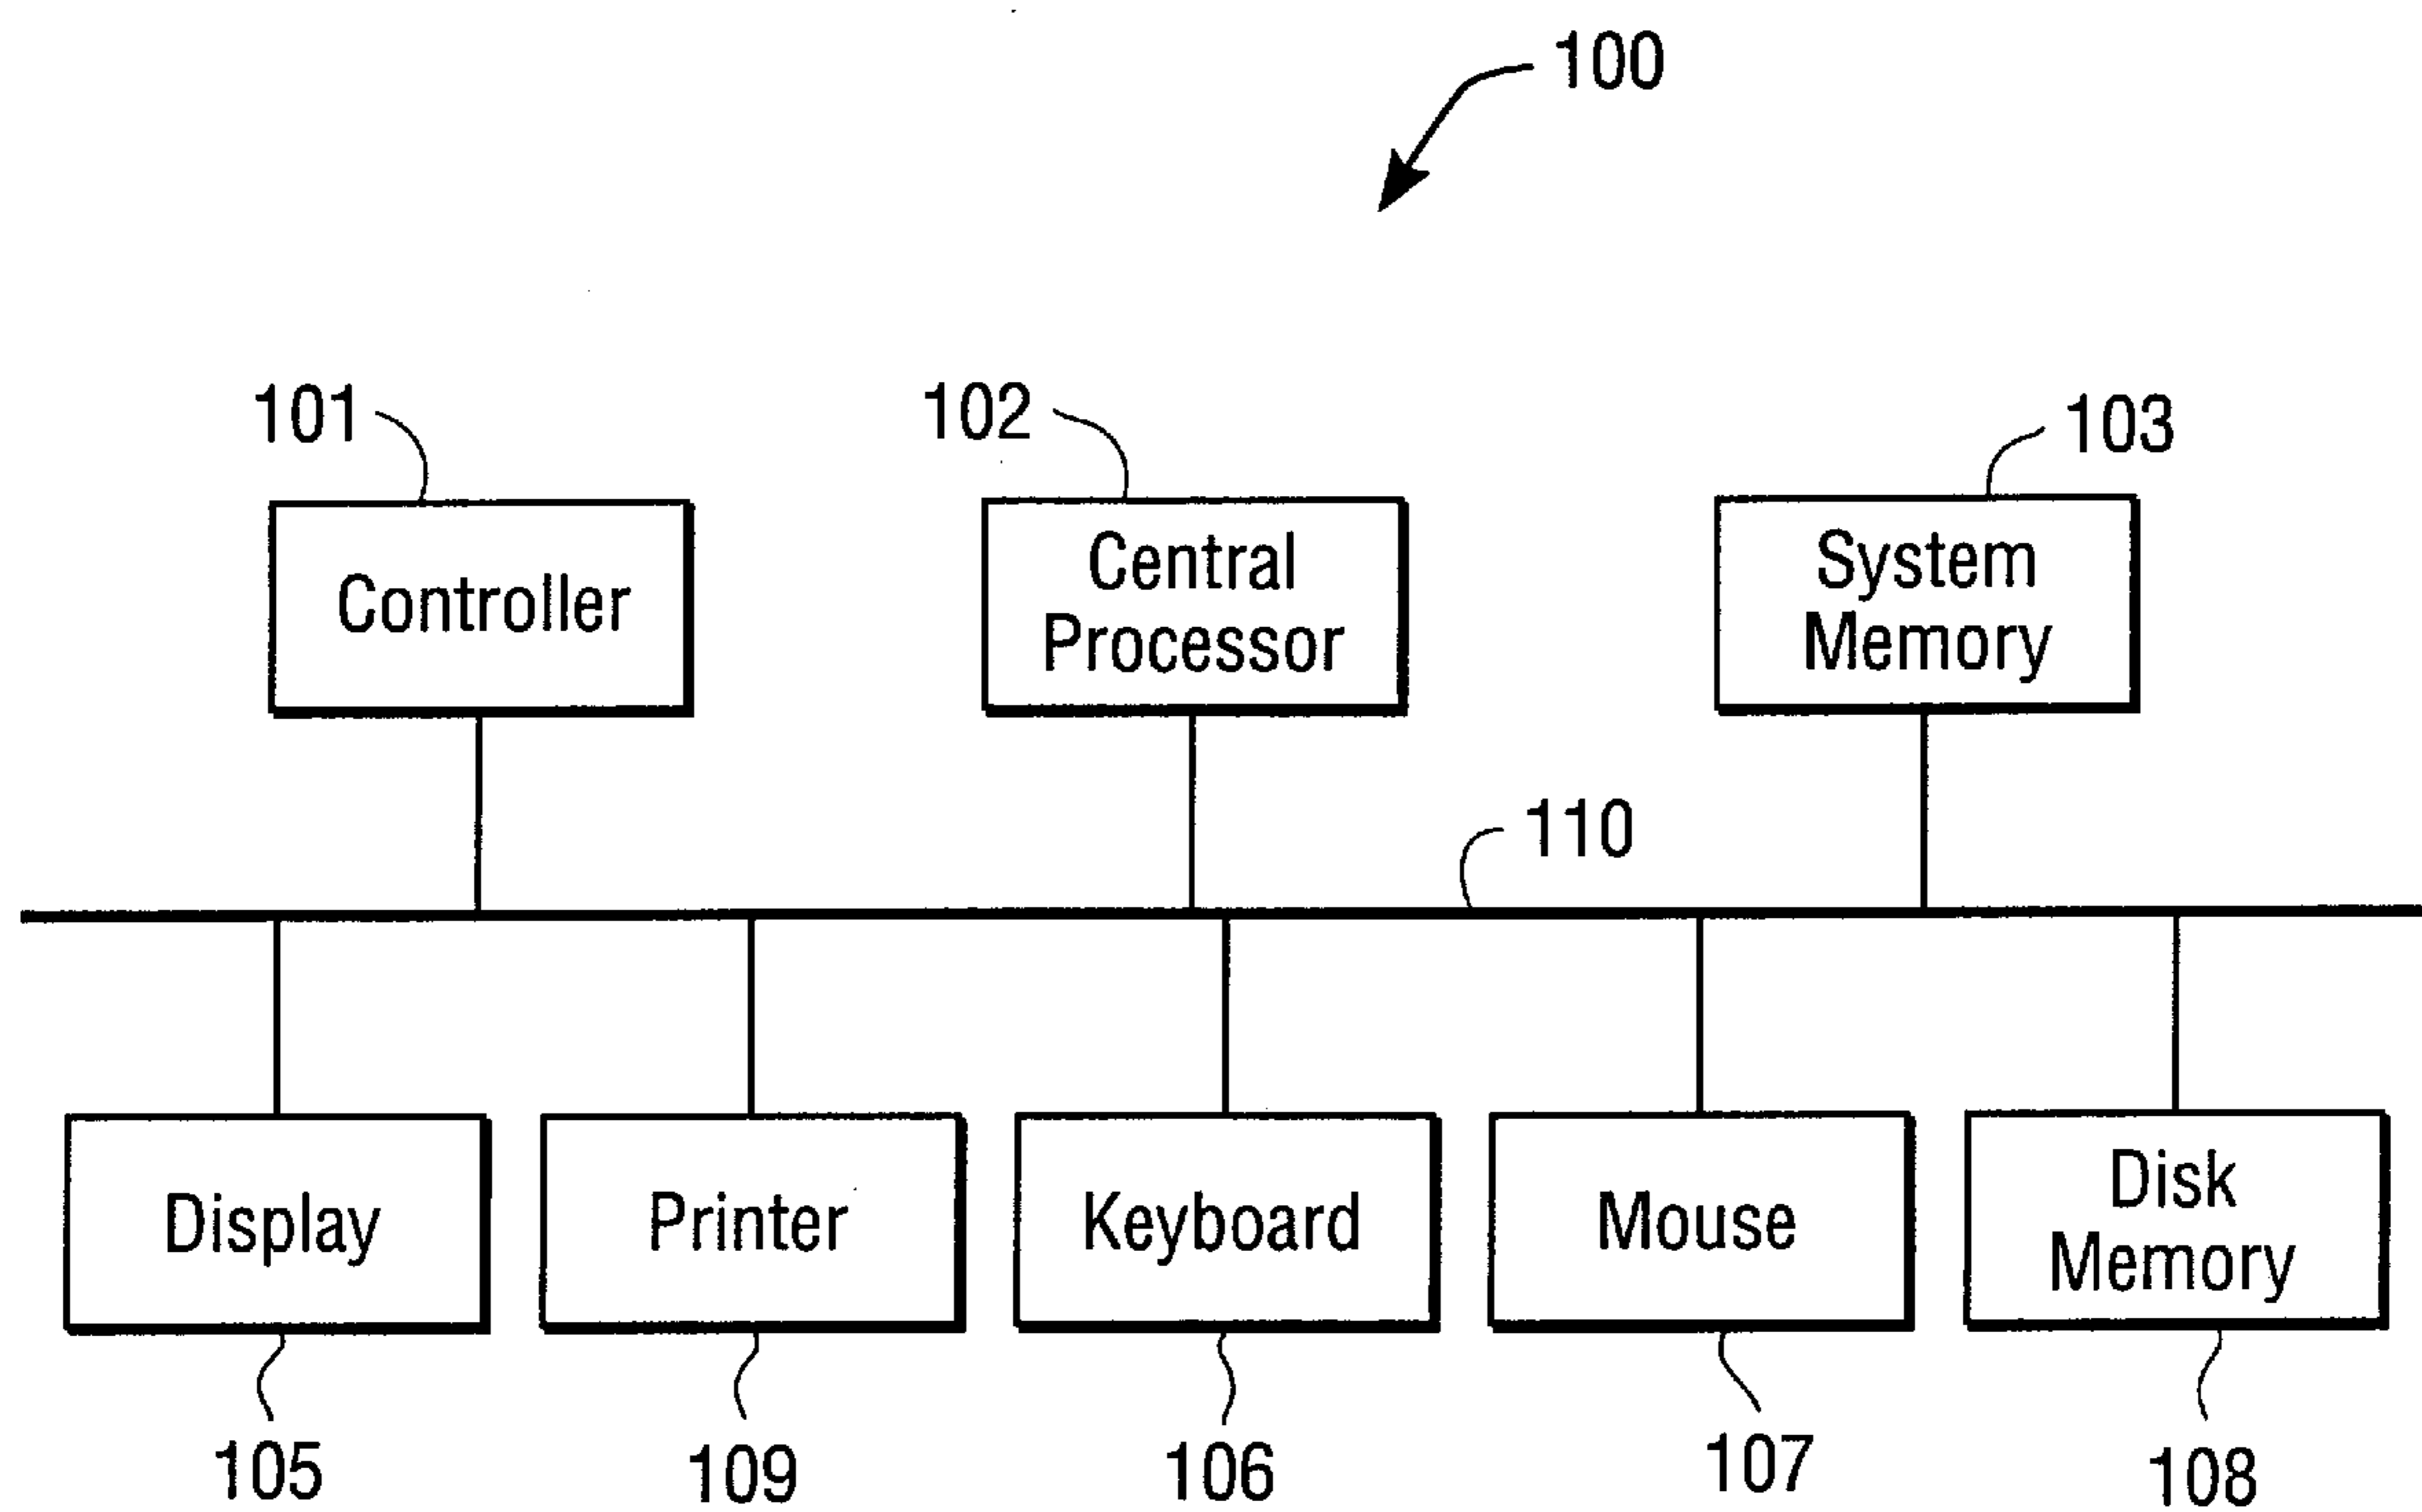 100
101
102
103
Controller
Central
Processor
System
Memory
110
Display
Printer
Keyboard
Mouse
Disk
Memory
105
109
106
107
108